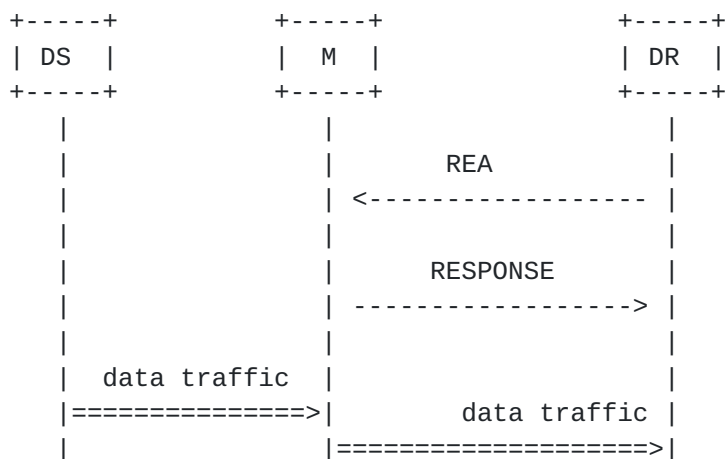 +-----+          +-----+               +-----+
| DS  |          |  M  |               | DR  |
+-----+          +-----+               +-----+
   |                |                     |
   |                |       REA           |
   |                | <------------------ |
   |                |                     |
   |                |      RESPONSE       |
   |                | ------------------> |
   |                |                     |
   |  data traffic  |                     |
   |===============>|        data traffic |
   |                |====================>|